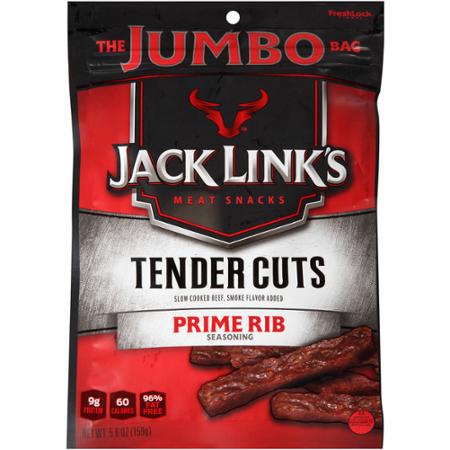 FreshLock
THE JUMBO BAG
JACK LINK'S
MEAT SNACKS
TENDER CUTS
SLOW COOKED BEEF, SMOKE FLAVOR ADDED
PRIME RIB
SEASONING
9g PROTEIN
60 CALORIES
96% FAT FREE
NET WT. 5.6 OZ (159g)